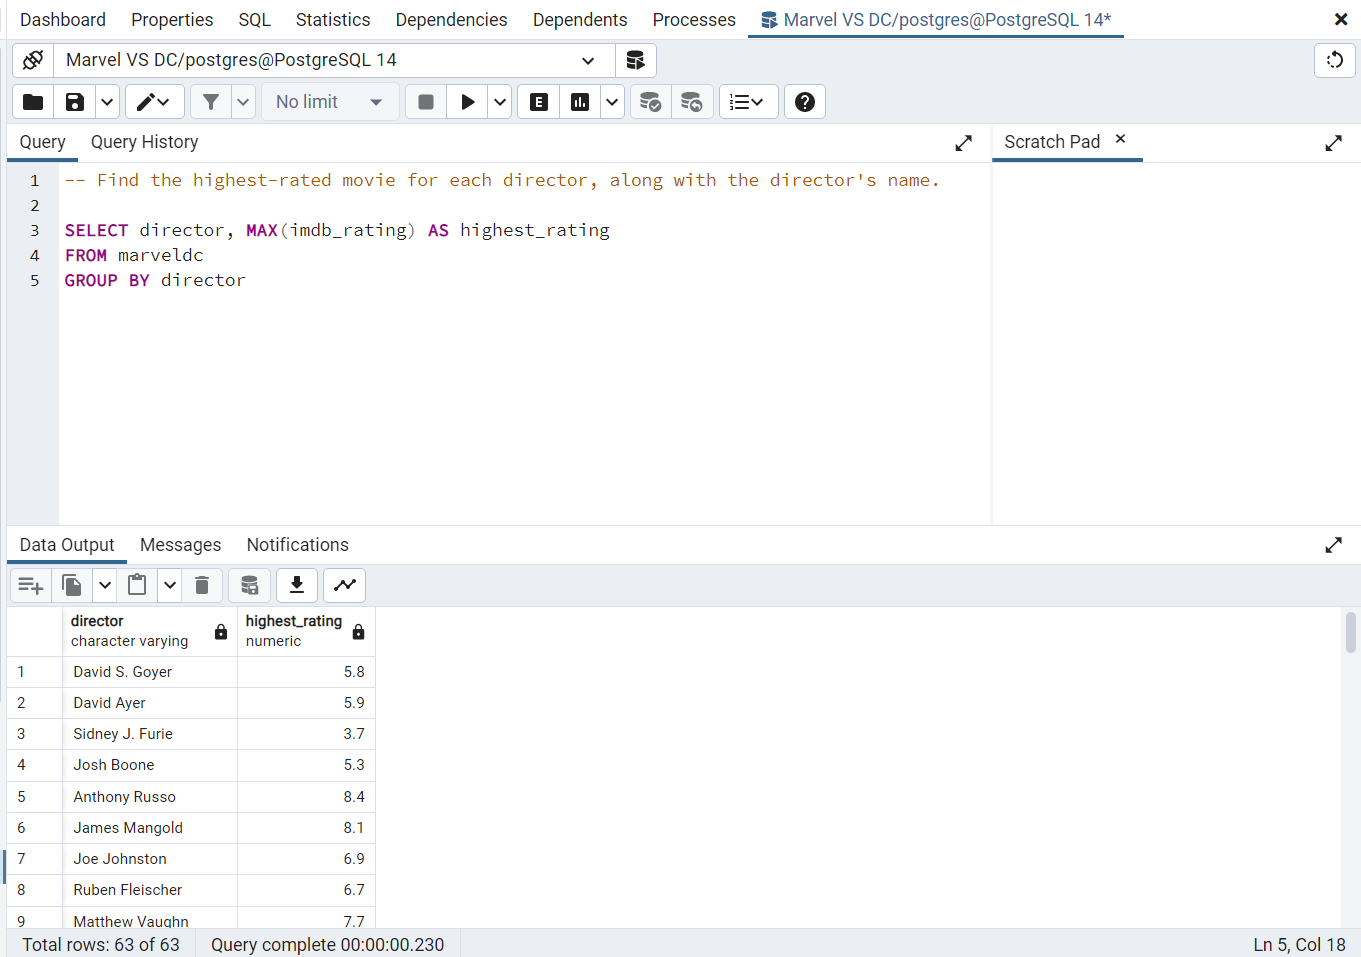 Dashboard Properties SQL Statistics Dependencies Dependents Processes Marvel VS DC/postgres@PostgreSQL 14*
Marvel VS DC/postgres@PostgreSQL 14
No limit
Query Query History Scratch Pad
1 -- Find the highest-rated movie for each director, along with the director's name.
2
3 SELECT director, MAX(imdb_rating) AS highest_rating
4 FROM marveldc
5 GROUP BY director
Data Output Messages Notifications
director highest_rating
character varying numeric
1 David S. Goyer 5.8
2 David Ayer 5.9
3 Sidney J. Furie 3.7
4 Josh Boone 5.3
5 Anthony Russo 8.4
6 James Mangold 8.1
7 Joe Johnston 6.9
8 Ruben Fleischer 6.7
9 Matthew Vaughn 7.7
Total rows: 63 of 63 Query complete 00:00:00.230 Ln 5, Col 18